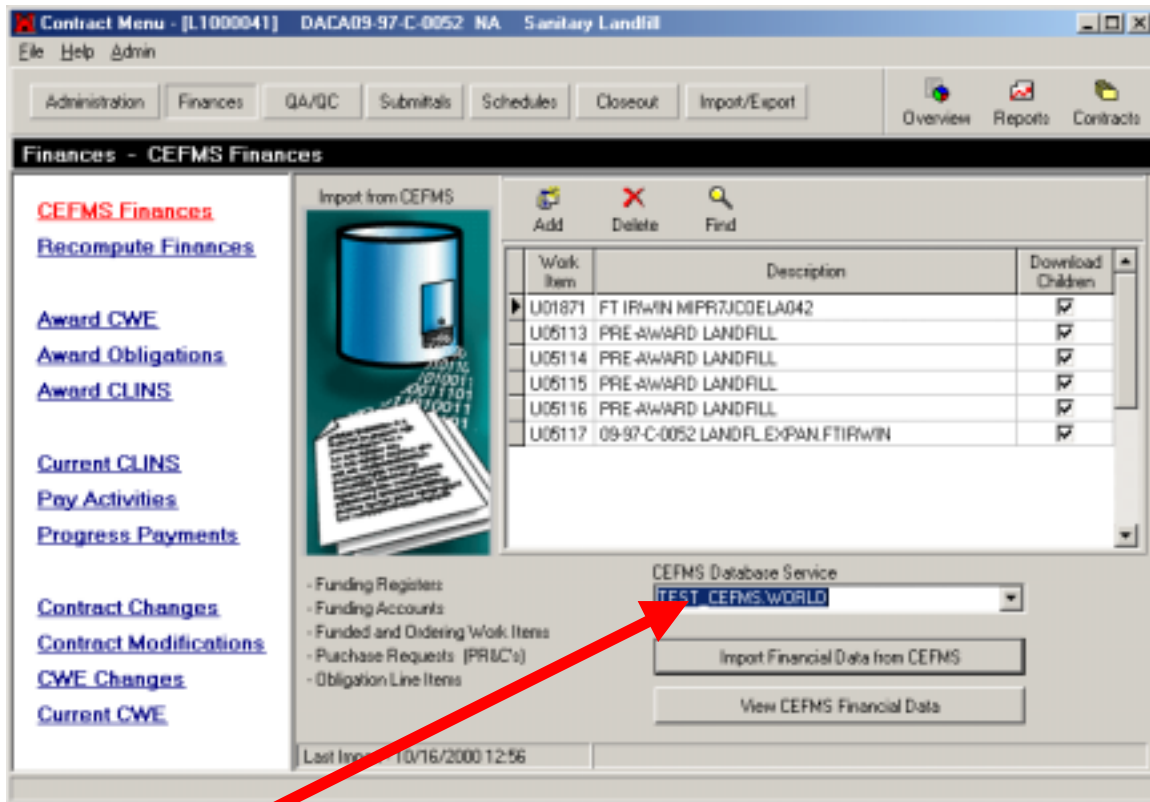 Contract Menu - [L1000041] DACA09-97-C-0052 NA Sanitary Landfill
File Help Admin
Administration Finances QA/QC Submittals Schedules Closeout Import/Export Overview Reports Contracts
Finances - CEFMS Finances
CEFMS Finances
Recompute Finances
Award CWE
Award Obligations
Award CLINS
Current CLINS
Pay Activities
Progress Payments
Contract Changes
Contract Modifications
CWE Changes
Current CWE
Import from CEFMS
Add Delete Find
Work Item Description Download Children
U01871 FT IRWIN MIPR7JCOELA042
U05113 PRE-AWARD LANDFILL
U05114 PRE-AWARD LANDFILL
U05115 PRE-AWARD LANDFILL
U05116 PRE-AWARD LANDFILL
U05117 09-97-C-0052 LANDFL.EXPAN.FTIRWIN
- Funding Registers
- Funding Accounts
- Funded and Ordering Work Items
- Purchase Requests (PR&C's)
- Obligation Line Items
CEFMS Database Service
TEST_CEFMS.WORLD
Import Financial Data from CEFMS
View CEFMS Financial Data
Last Import - 10/16/2000 12:56